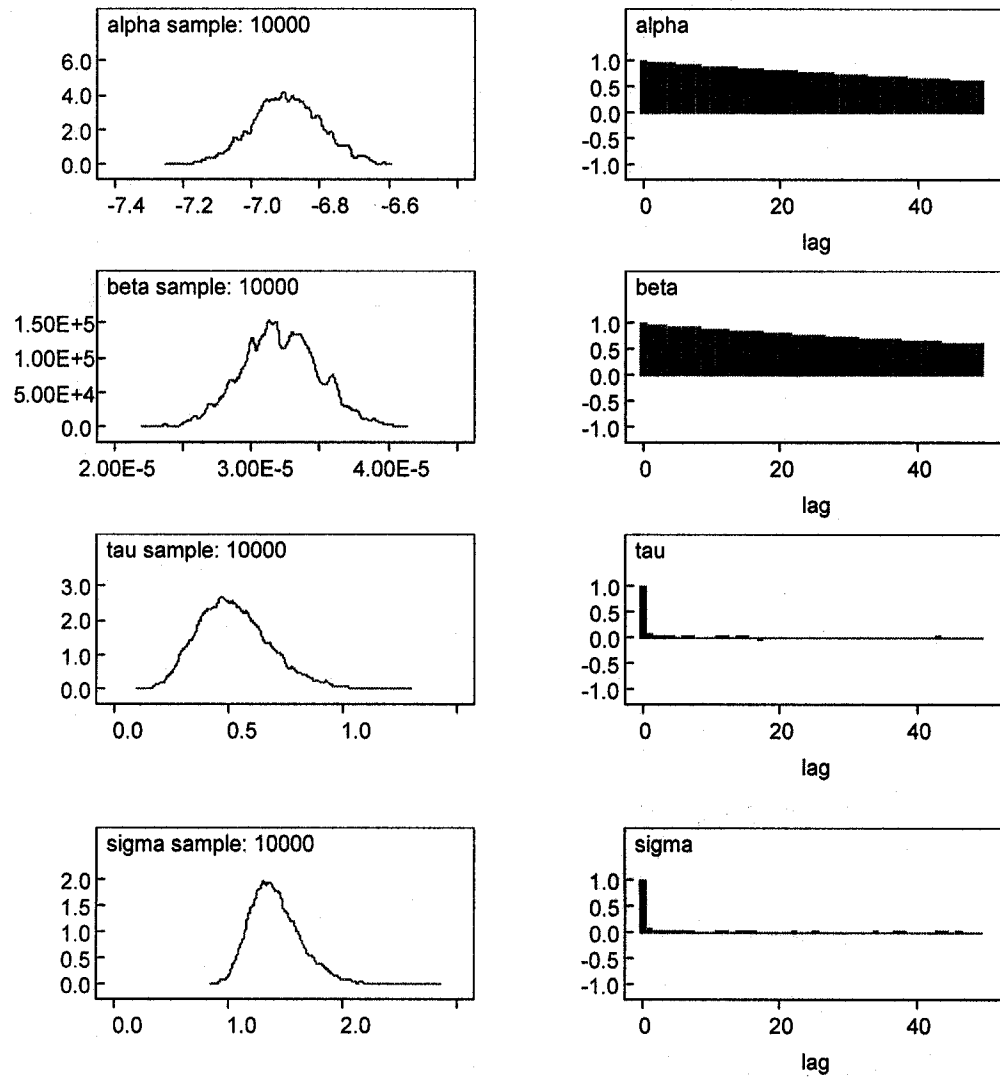 alpha sample: 10000
6.0
4.0
2.0
0.0
-7.4 -7.2 -7.0 -6.8 -6.6
alpha
1.0
0.5
0.0
-0.5
-1.0
0 20 40
lag
beta sample: 10000
1.50E+5
1.00E+5
5.00E+4
0.0
2.00E-5 3.00E-5 4.00E-5
beta
1.0
0.5
0.0
-0.5
-1.0
0 20 40
lag
tau sample: 10000
3.0
2.0
1.0
0.0
0.0 0.5 1.0
tau
1.0
0.5
0.0
-0.5
-1.0
0 20 40
lag
sigma sample: 10000
2.0
1.5
1.0
0.5
0.0
0.0 1.0 2.0
sigma
1.0
0.5
0.0
-0.5
-1.0
0 20 40
lag